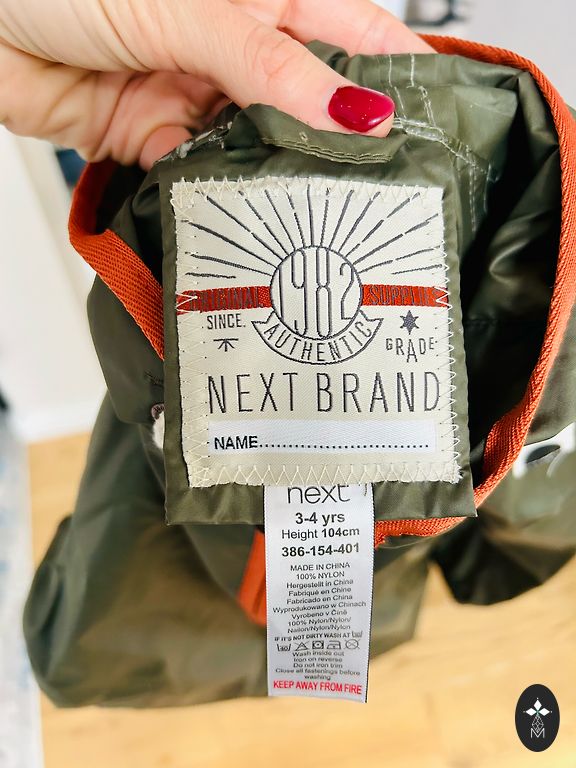 ORIGINAL SUPPLIES
1982
SINCE.
AUTHENTIC
GRADE
NEXT BRAND
NAME..............................
next
3-4 yrs
Height 104cm
386-154-401
MADE IN CHINA
100% NYLON
Hergestellt in China
Fabriqué en Chine
Fabricado en China
Wyprodukowano w Chinach
Vyrobeno v Číně
100% Nylon/Nylon/
Nailon/Nylon/Nylon
IF IT'S NOT DIRTY WASH AT
40
Wash inside out
Iron on reverse
Do not iron trim
Close all fastenings before
washing
KEEP AWAY FROM FIRE
M